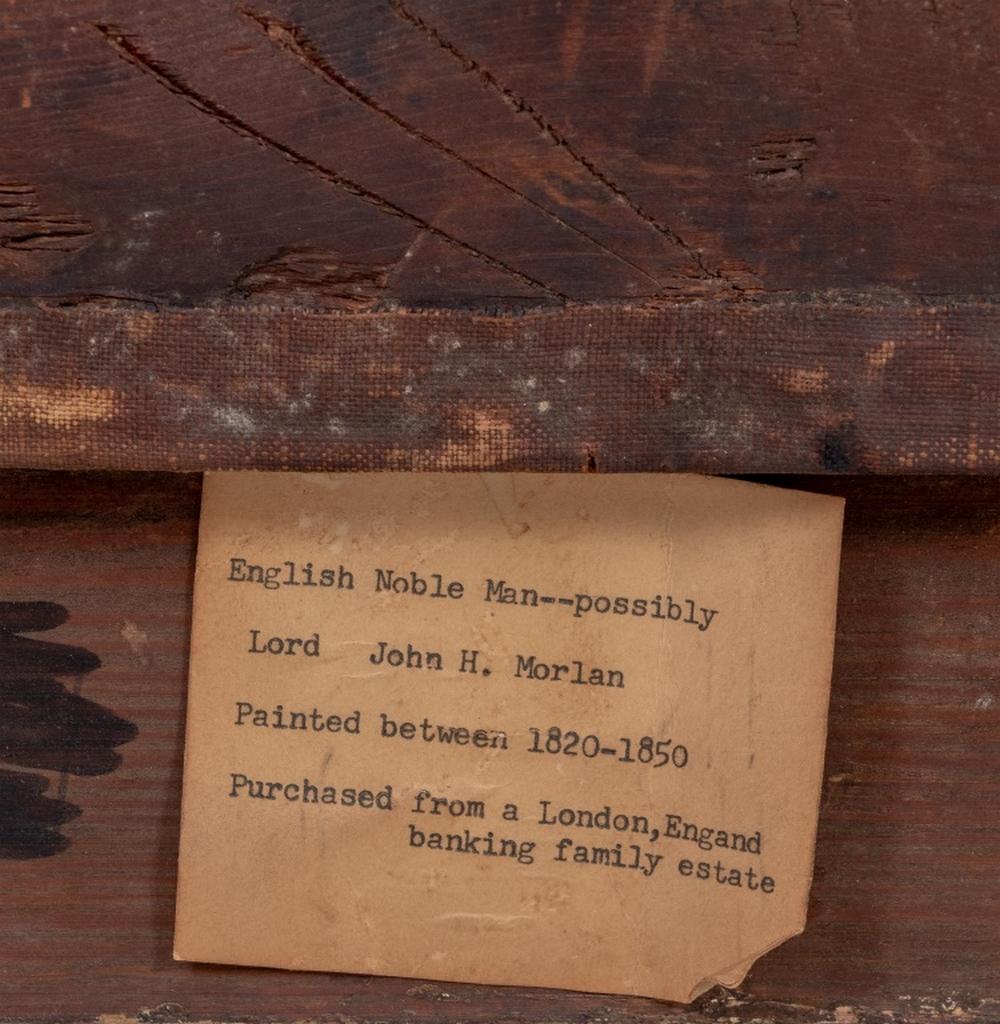 English Noble Man--possibly
Lord John H. Morlan
Painted between 1820-1850
Purchased from a London,Engand
banking family estate